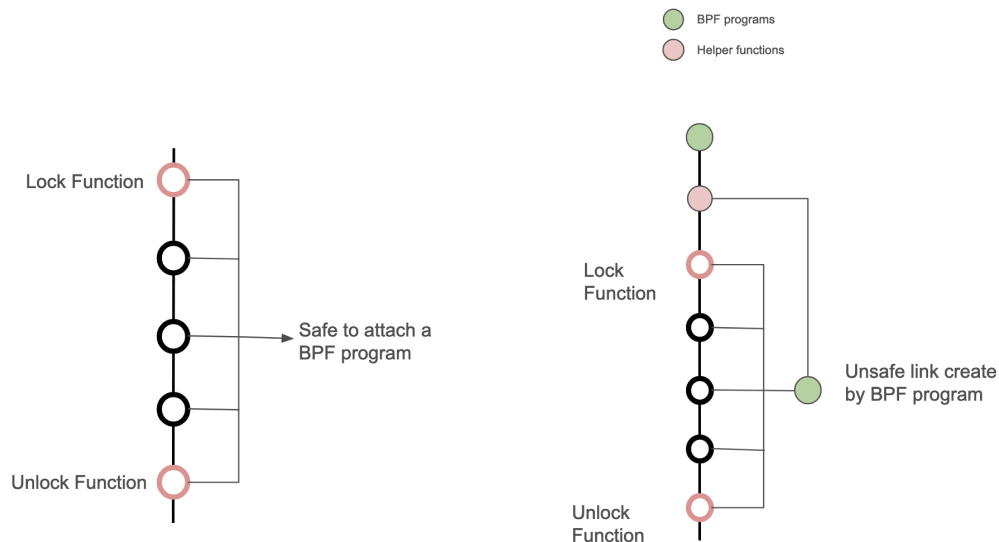 BPF programs
Helper functions
Lock Function
Safe to attach a
BPF program
Unlock Function
Lock
Function
Unsafe link create
by BPF program
Unlock
Function